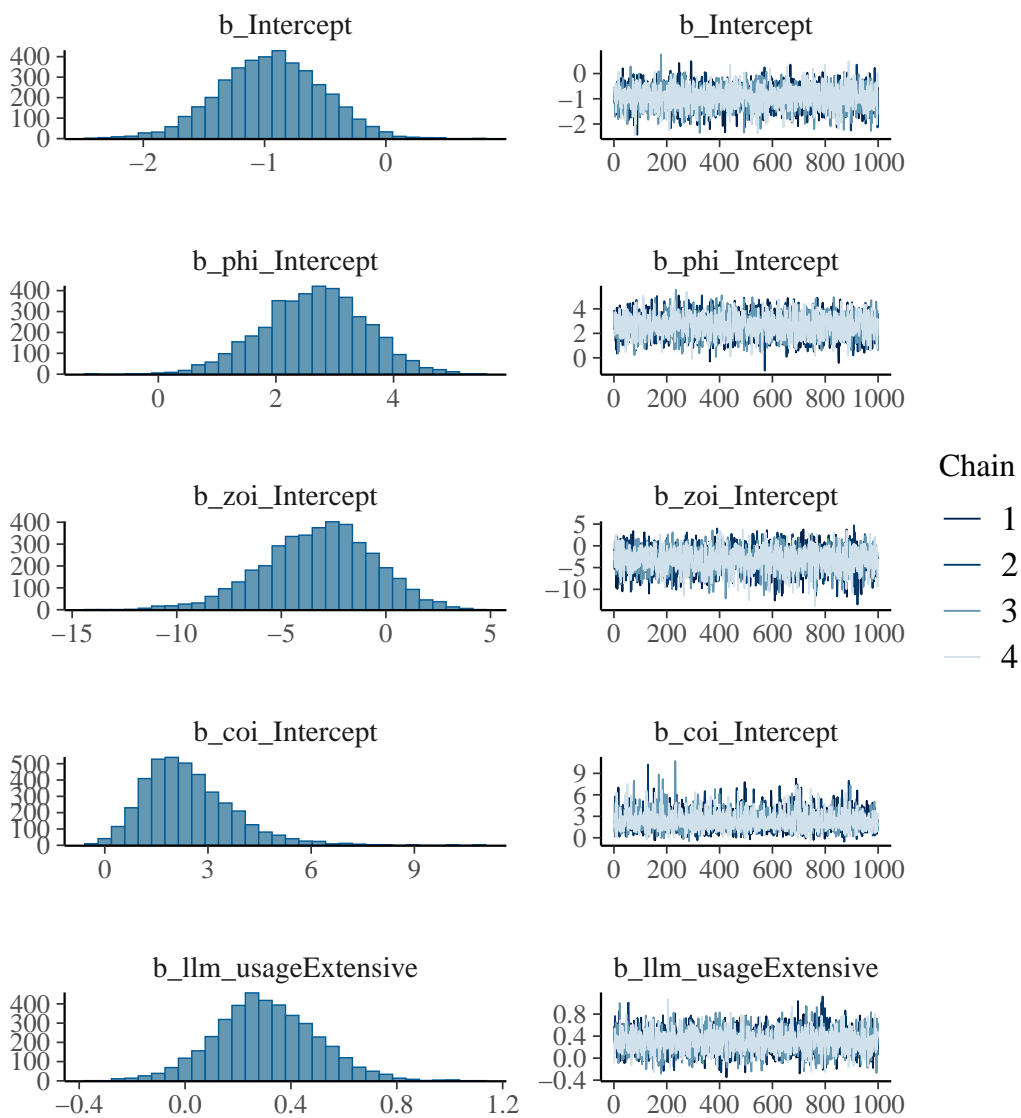 b_Intercept
b_Intercept
400
300
200
100
0
−2 −1 0
0
−1
−2
0 200 400 600 800 1000
b_phi_Intercept
b_phi_Intercept
400
300
200
100
0
0 2 4
4
2
0
0 200 400 600 800 1000
b_zoi_Intercept
b_zoi_Intercept
400
300
200
100
0
−15 −10 −5 0 5
5
0
−5
−10
0 200 400 600 800 1000
b_coi_Intercept
b_coi_Intercept
500
400
300
200
100
0
0 3 6 9
9
6
3
0
0 200 400 600 800 1000
b_llm_usageExtensive
b_llm_usageExtensive
400
300
200
100
0
−0.4 0.0 0.4 0.8 1.2
0.8
0.4
0.0
−0.4
0 200 400 600 800 1000
Chain
1
2
3
4